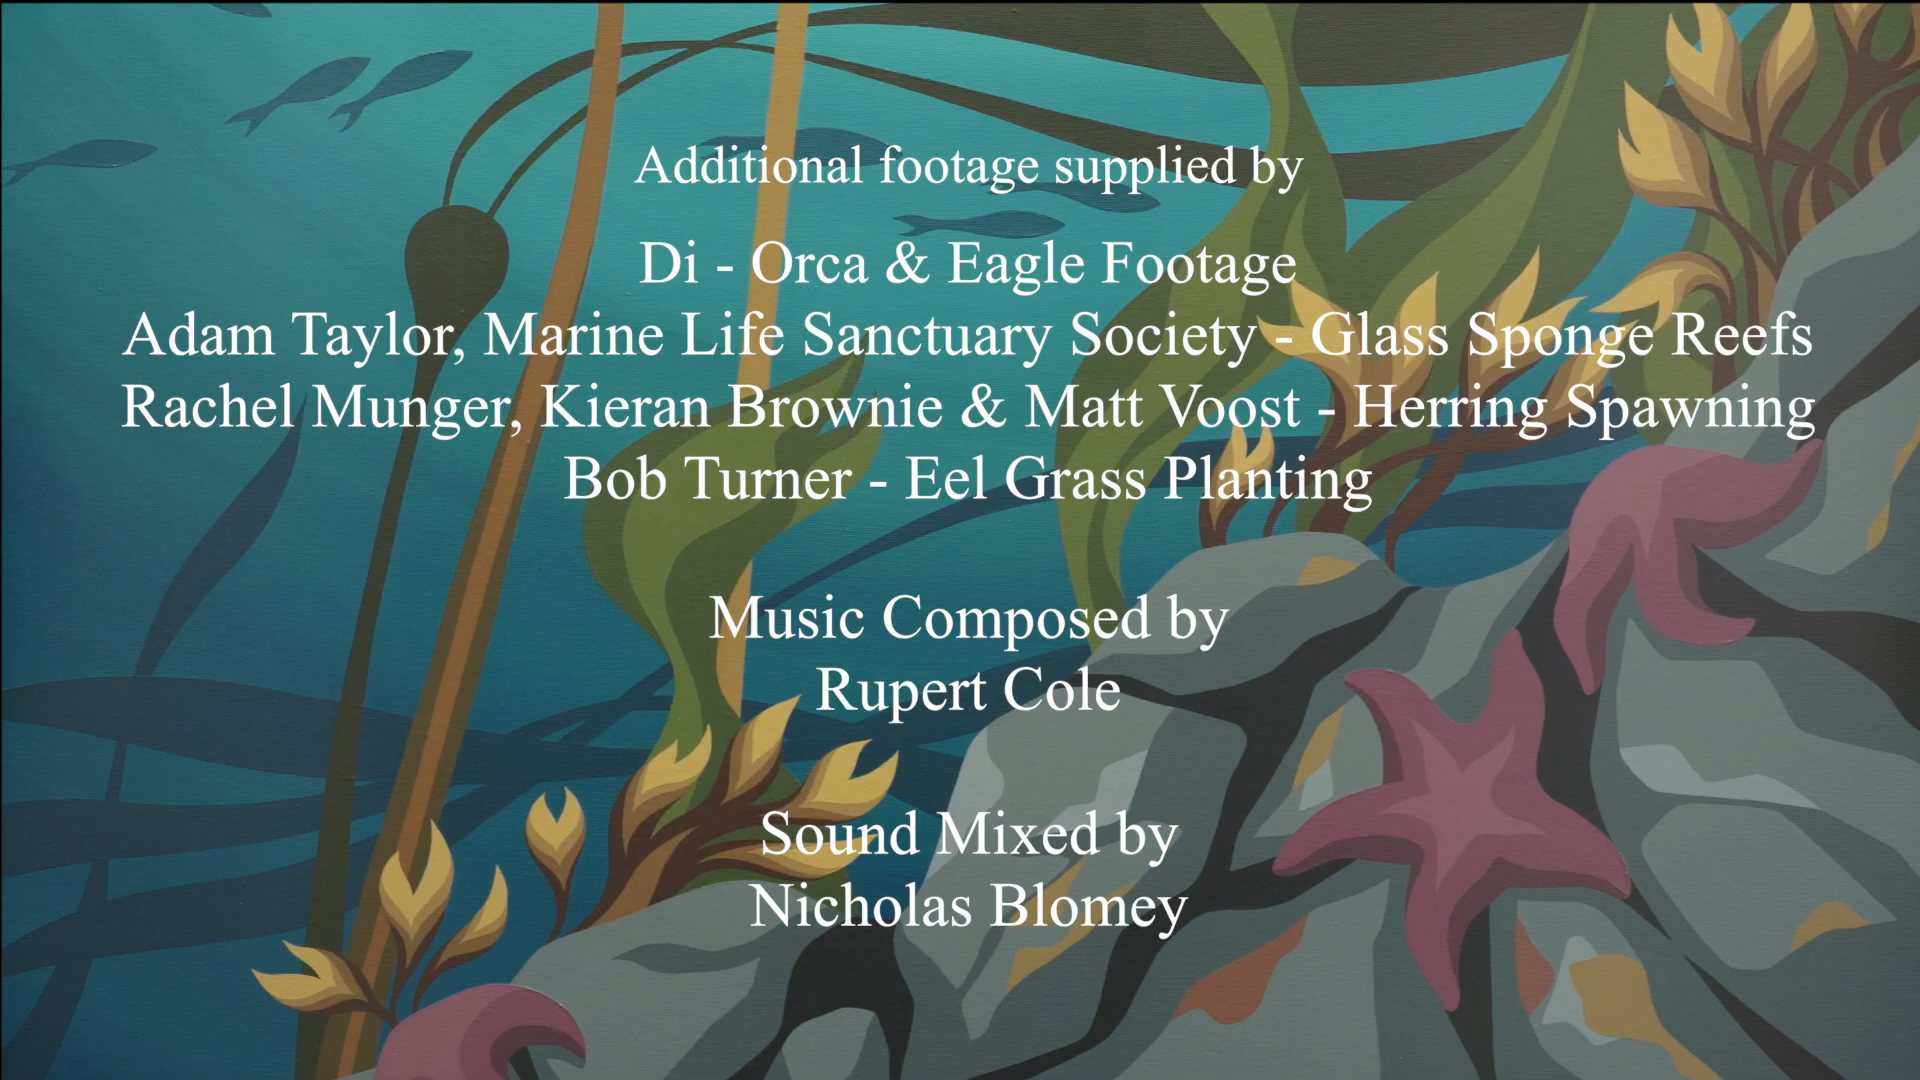 Additional footage supplied by
Di - Orca & Eagle Footage
Adam Taylor, Marine Life Sanctuary Society - Glass Sponge Reefs
Rachel Munger, Kieran Brownie & Matt Voost - Herring Spawning
Bob Turner - Eel Grass Planting
Music Composed by
Rupert Cole
Sound Mixed by
Nicholas Blomey